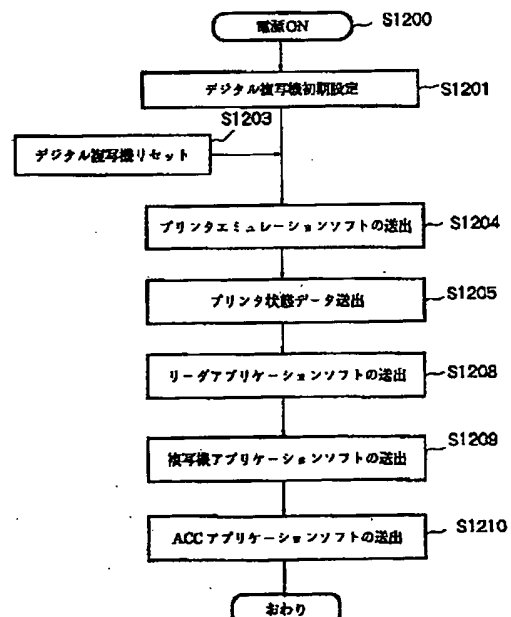 電源ON
S1200
デジタル複写機初期設定
S1201
S1203
デジタル複写機リセット
プリンタエミュレーションソフトの送出
S1204
プリンタ状態データ送出
S1205
リーダアプリケーションソフトの送出
S1208
複写機アプリケーションソフトの送出
S1209
ACCアプリケーションソフトの送出
S1210
おわり